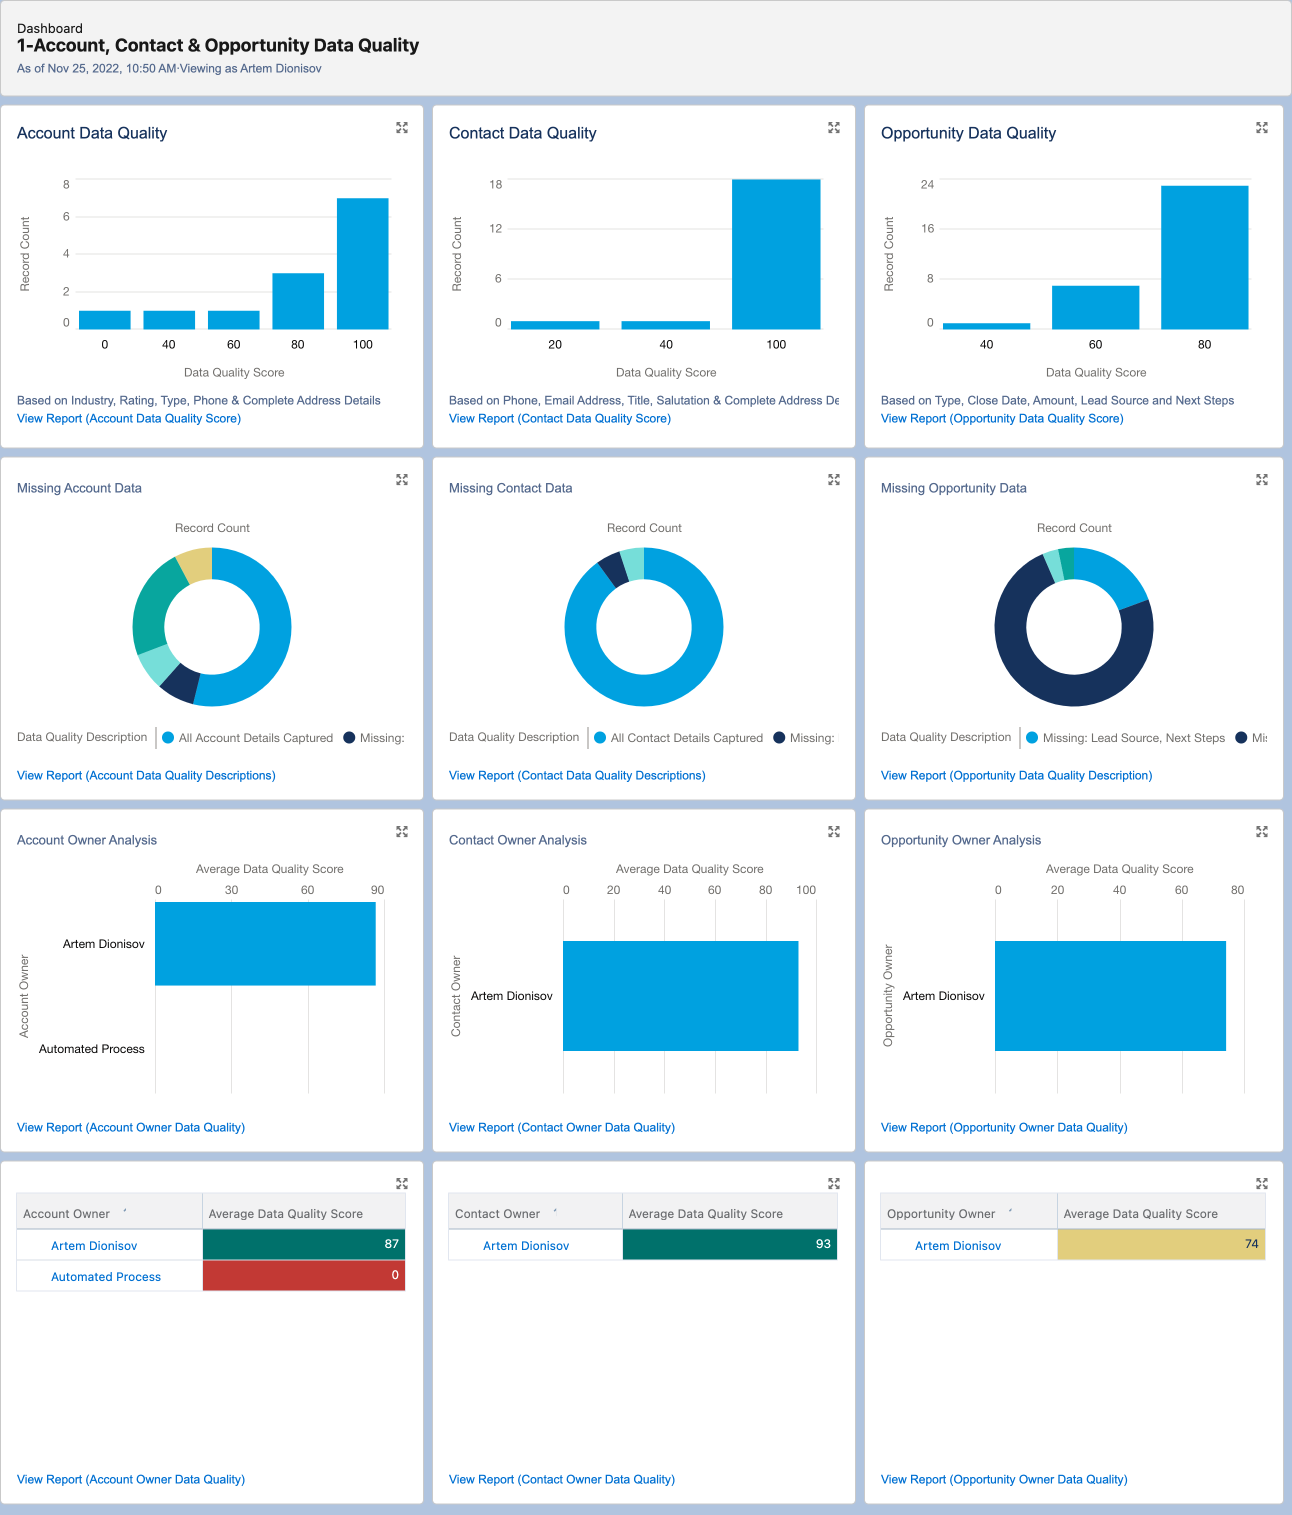 Dashboard
1-Account, Contact & Opportunity Data Quality
As of Nov 25, 2022, 10:50 AM·Viewing as Artem Dionisov
Account Data Quality
8
6
4
2
0
Record Count
0 40 60 80 100
Data Quality Score
Based on Industry, Rating, Type, Phone & Complete Address Details
View Report (Account Data Quality Score)
Contact Data Quality
18
12
6
0
Record Count
20 40 100
Data Quality Score
Based on Phone, Email Address, Title, Salutation & Complete Address De
View Report (Contact Data Quality Score)
Opportunity Data Quality
24
16
8
0
Record Count
40 60 80
Data Quality Score
Based on Type, Close Date, Amount, Lead Source and Next Steps
View Report (Opportunity Data Quality Score)
Missing Account Data
Record Count
Data Quality Description All Account Details Captured Missing:
View Report (Account Data Quality Descriptions)
Missing Contact Data
Record Count
Data Quality Description All Contact Details Captured Missing:
View Report (Contact Data Quality Descriptions)
Missing Opportunity Data
Record Count
Data Quality Description Missing: Lead Source, Next Steps Mis
View Report (Opportunity Data Quality Description)
Account Owner Analysis
Average Data Quality Score
0 30 60 90
Account Owner
Artem Dionisov
Automated Process
View Report (Account Owner Data Quality)
Contact Owner Analysis
Average Data Quality Score
0 20 40 60 80 100
Contact Owner
Artem Dionisov
View Report (Contact Owner Data Quality)
Opportunity Owner Analysis
Average Data Quality Score
0 20 40 60 80
Opportunity Owner
Artem Dionisov
View Report (Opportunity Owner Data Quality)
Account Owner Average Data Quality Score
Artem Dionisov 87
Automated Process 0
View Report (Account Owner Data Quality)
Contact Owner Average Data Quality Score
Artem Dionisov 93
View Report (Contact Owner Data Quality)
Opportunity Owner Average Data Quality Score
Artem Dionisov 74
View Report (Opportunity Owner Data Quality)